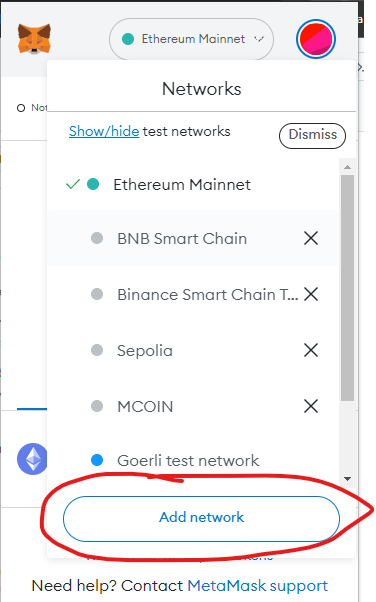 a
Ethereum Mainnet
Networks
Not
Show/hide test networks
Dismiss
Ethereum Mainnet
BNB Smart Chain
Binance Smart Chain T...
Sepolia
MCOIN
Goerli test network
Add network
Need help? Contact MetaMask support